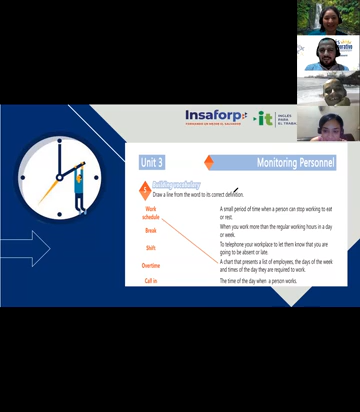 Insaforp
it
INGLÉS
PARA
EL TRABAJO
Unit 3
Monitoring Personnel
5
Building vocabulary
Draw a line from the word to its correct definition.
Work
schedule
A small period of time when a person can stop working to eat
or rest.
Break
When you work more than the regular working hours in a day
or week.
Shift
To telephone your workplace to let them know that you are
going to be absent or late.
Overtime
A chart that presents a list of employees, the days of the week
and times of the day they are required to work.
Call in
The time of the day when a person works.